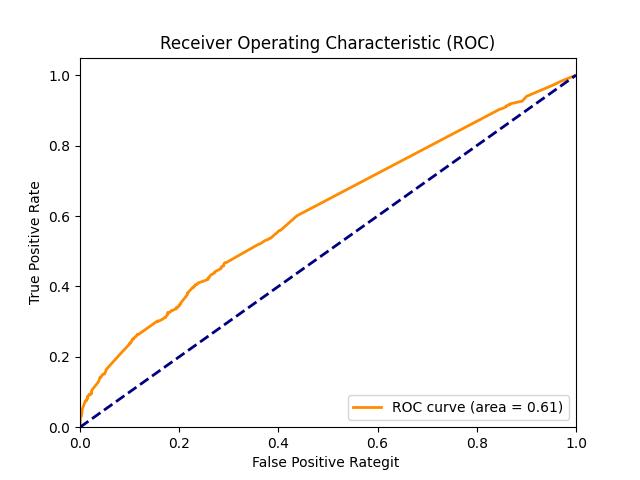 Receiver Operating Characteristic (ROC)
1.0
0.8
0.6
0.4
0.2
0.0
True Positive Rate
ROC curve (area = 0.61)
0.0 0.2 0.4 0.6 0.8 1.0
False Positive Rategit